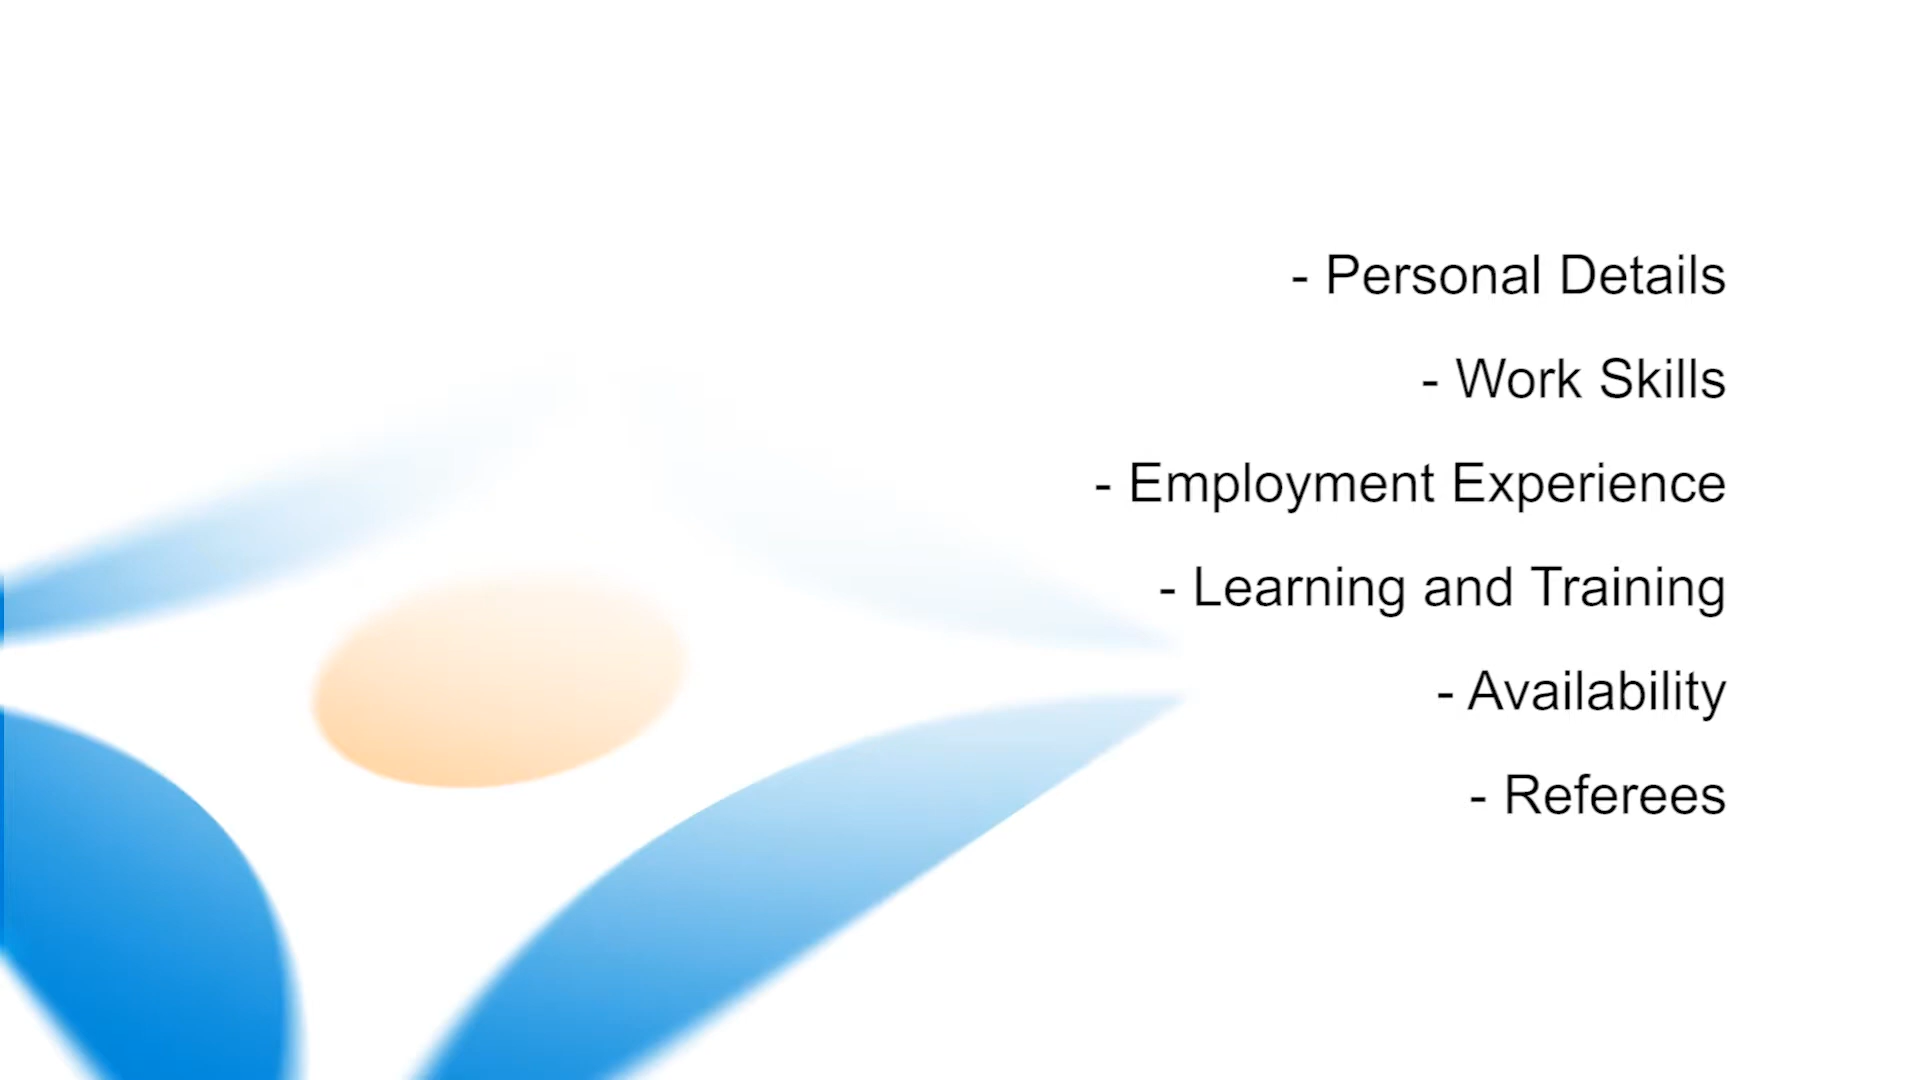 - Personal Details
- Work Skills
- Employment Experience
- Learning and Training
- Availability
- Referees